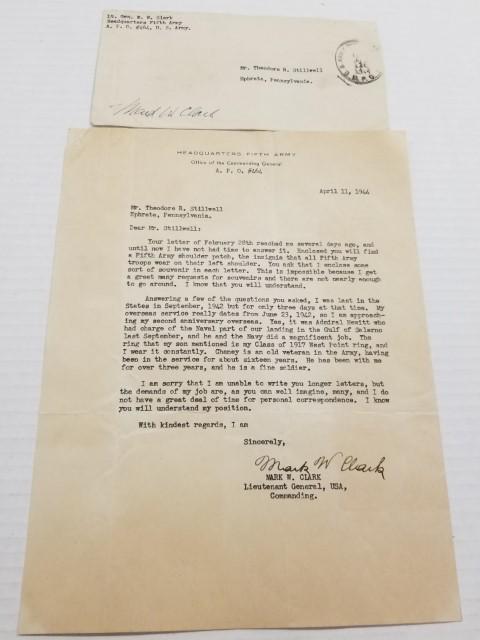 Lt. Gen. M. W. Clark
Headquarters Fifth Army
A. P. O. #464, U. S. Army.
Mr. Theodore R. Stillwell
Ephrata, Pennsylvania.
Mark W. Clark
HEADQUARTERS FIFTH ARMY
Office of the Commanding General
A. P. O. #464
April 11, 1944
Mr. Theodore R. Stillwell
Ephrata, Pennsylvania.
Dear Mr. Stillwell:
Your letter of February 28th reached me several days ago, and
until now I have not had time to answer it. Enclosed you will find
a Fifth Army shoulder patch, the insignia that all Fifth Army
troops wear on their left shoulder. You ask that I enclose some
sort of souvenir in each letter. This is impossible because I get
a great many requests for souvenirs and there are not nearly enough
to go around. I know that you will understand.
Answering a few of the questions you asked, I was last in the
States in September, 1942 but for only three days at that time. My
overseas service really dates from June 23, 1942, so I am approach-
ing my second anniversary overseas. Yes, it was Admiral Hewitt who
had charge of the Naval part of our landing in the Gulf of Salerno
last September, and he and the Navy did a magnificent job. The
ring that my son mentioned is my Class of 1917 West Point ring, and
I wear it constantly. Chaney is an old veteran in the Army, having
been in the service for about sixteen years. He has been with me
for over three years, and he is a fine soldier.
I am sorry that I am unable to write you longer letters, but
the demands of my job are, as you can well imagine, many, and I do
not have a great deal of time for personal correspondence. I know
you will understand my position.
With kindest regards, I am
Sincerely,
Mark W Clark
MARK W. CLARK
Lieutenant General, USA,
Commanding.